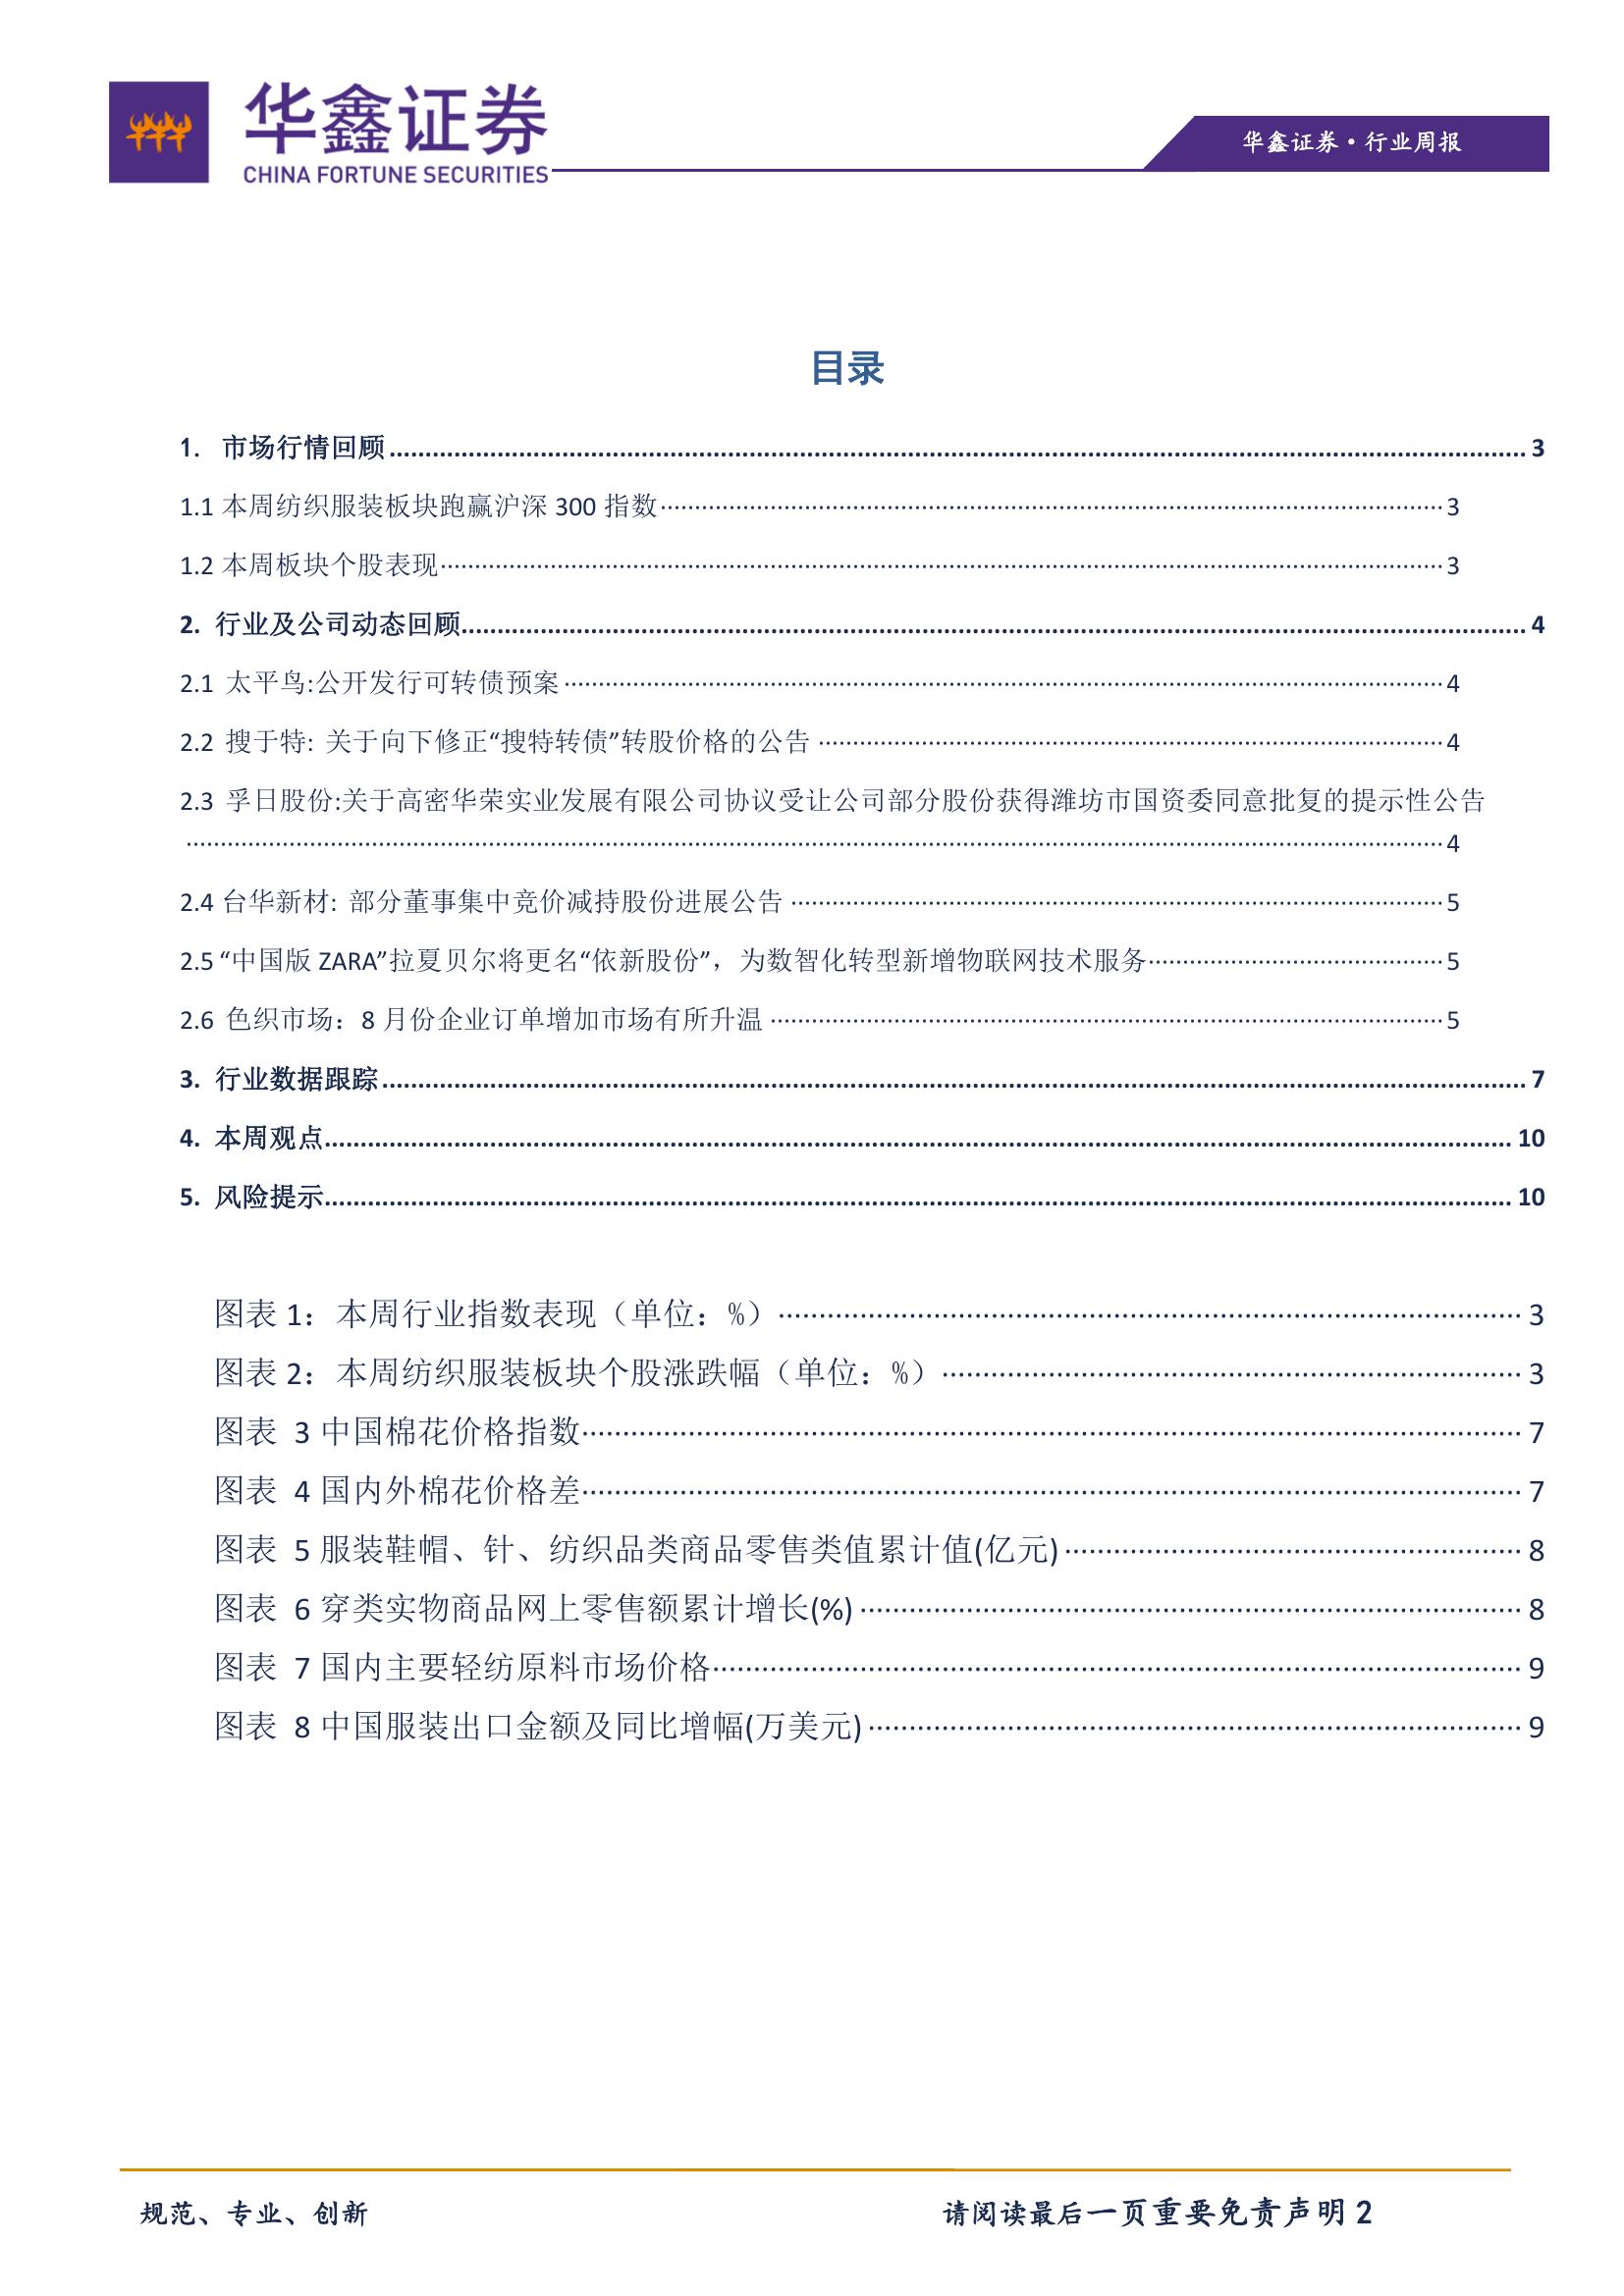 华鑫证券
CHINA FORTUNE SECURITIES
华鑫证券·行业周报
目录
1. 市场行情回顾 3
1.1 本周纺织服装板块跑赢沪深 300 指数 3
1.2 本周板块个股表现 3
2. 行业及公司动态回顾 4
2.1 太平鸟:公开发行可转债预案 4
2.2 搜于特: 关于向下修正“搜特转债”转股价格的公告 4
2.3 孚日股份:关于高密华荣实业发展有限公司协议受让公司部分股份获得潍坊市国资委同意批复的提示性公告
4
2.4 台华新材: 部分董事集中竞价减持股份进展公告 5
2.5 “中国版 ZARA”拉夏贝尔将更名“依新股份”，为数智化转型新增物联网技术服务 5
2.6 色织市场：8 月份企业订单增加市场有所升温 5
3. 行业数据跟踪 7
4. 本周观点 10
5. 风险提示 10
图表 1：本周行业指数表现（单位：%） 3
图表 2：本周纺织服装板块个股涨跌幅（单位：%） 3
图表 3 中国棉花价格指数 7
图表 4 国内外棉花价格差 7
图表 5 服装鞋帽、针、纺织品类商品零售类值累计值(亿元) 8
图表 6 穿类实物商品网上零售额累计增长(%) 8
图表 7 国内主要轻纺原料市场价格 9
图表 8 中国服装出口金额及同比增幅(万美元) 9
规范、专业、创新
请阅读最后一页重要免责声明 2